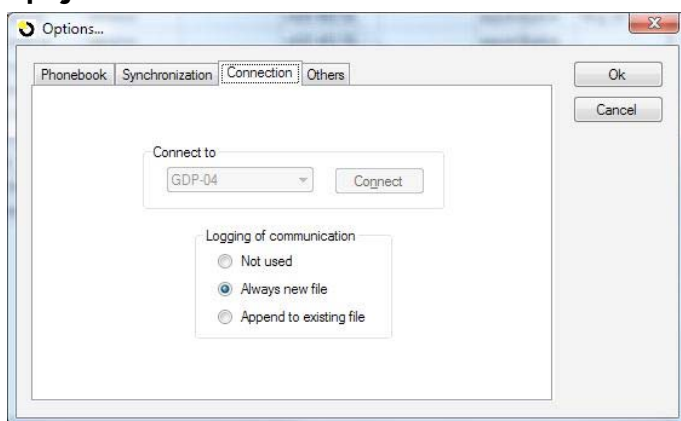 Options...
Phonebook Synchronization Connection Others
Ok
Cancel
Connect to
GDP-04 Connect
Logging of communication
Not used
Always new file
Append to existing file